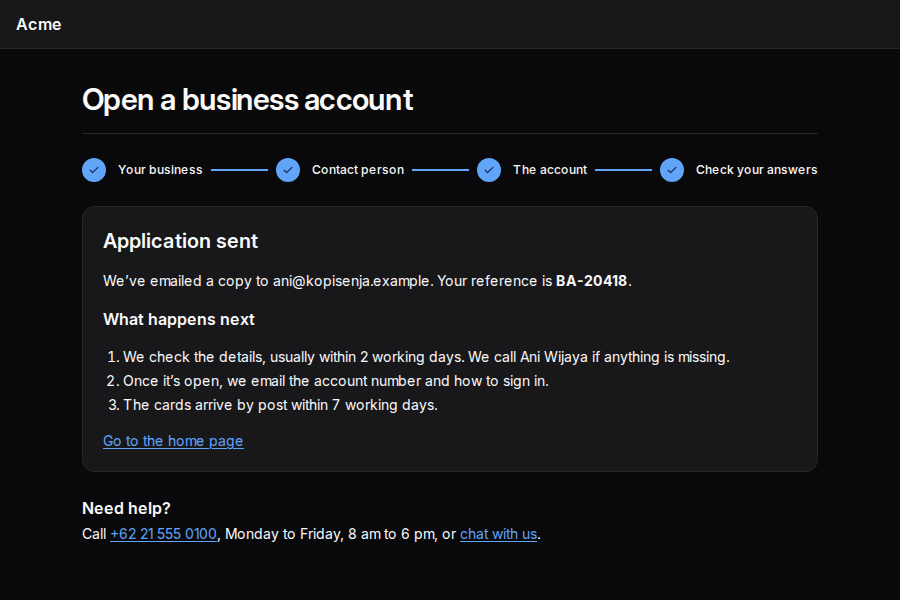 Acme
Open a business account
Your business
Contact person
The account
Check your answers
Application sent
We’ve emailed a copy to ani@kopisenja.example. Your reference is BA-20418.
What happens next
1. We check the details, usually within 2 working days. We call Ani Wijaya if anything is missing.
2. Once it’s open, we email the account number and how to sign in.
3. The cards arrive by post within 7 working days.
Go to the home page
Need help?
Call +62 21 555 0100, Monday to Friday, 8 am to 6 pm, or chat with us.